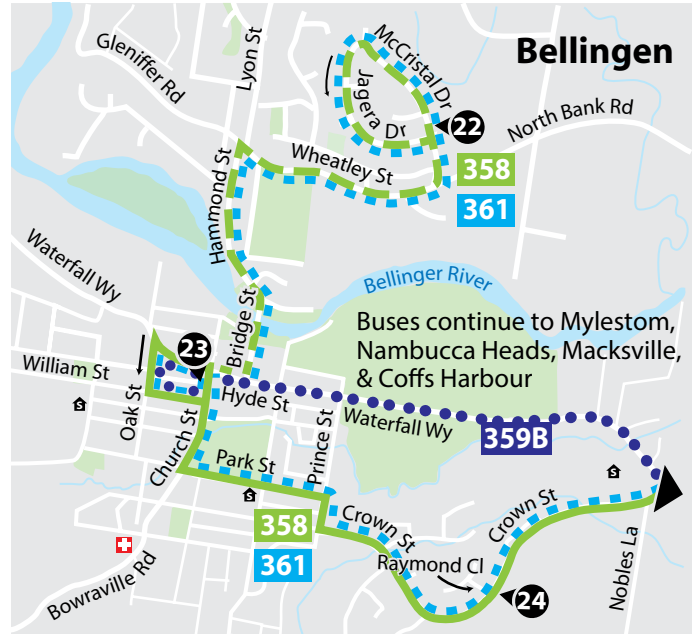 Bellingen
Gleniffer Rd
Lyon St
McCristal Dr
Jagera Dr
22
North Bank Rd
Wheatley St
358
361
Hammond St
Waterfall Wy
Bellinger River
Bridge St
Buses continue to Mylestom,
Nambucca Heads, Macksville,
& Coffs Harbour
23
William St
Oak St
Hyde St
Waterfall Wy
359B
Church St
Prince St
Park St
S
S
S
Crown St
Crown St
358
361
Raymond Cl
24
Nobles La
Bowraville Rd